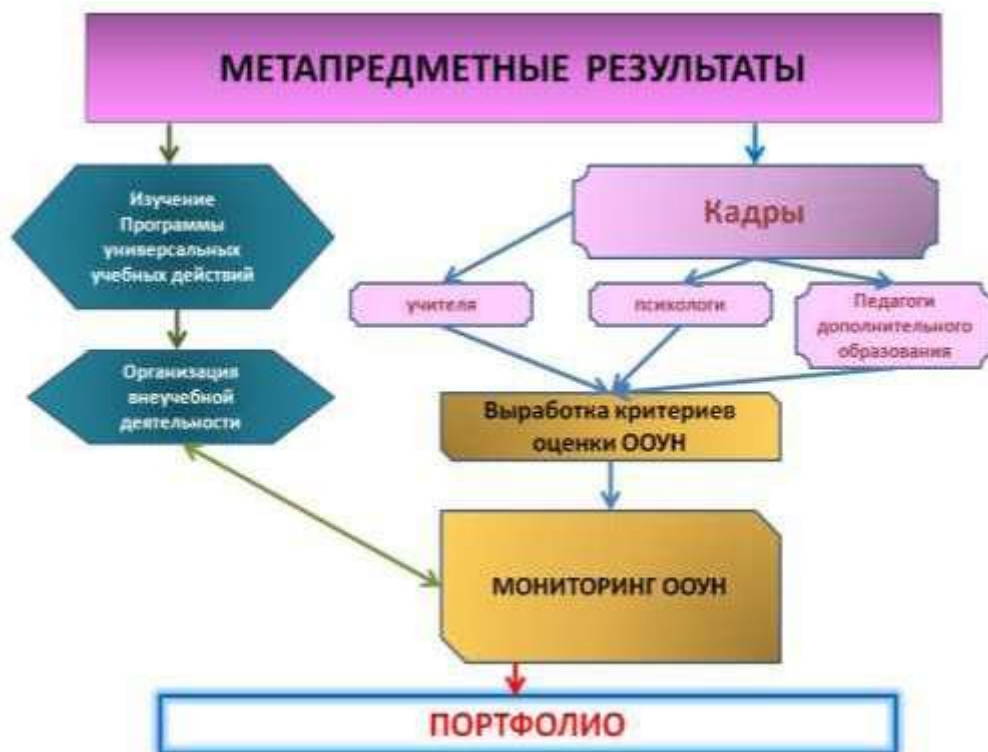 МЕТАПРЕДМЕТНЫЕ РЕЗУЛЬТАТЫ
Изучение
Программы
универсальных
учебных действий
Кадры
учителя
психологи
Педагоги
дополнительного
образования
Организация
внеучебной
деятельности
Выработка критериев
оценки ООУН
МОНИТОРИНГ ООУН
ПОРТФОЛИО